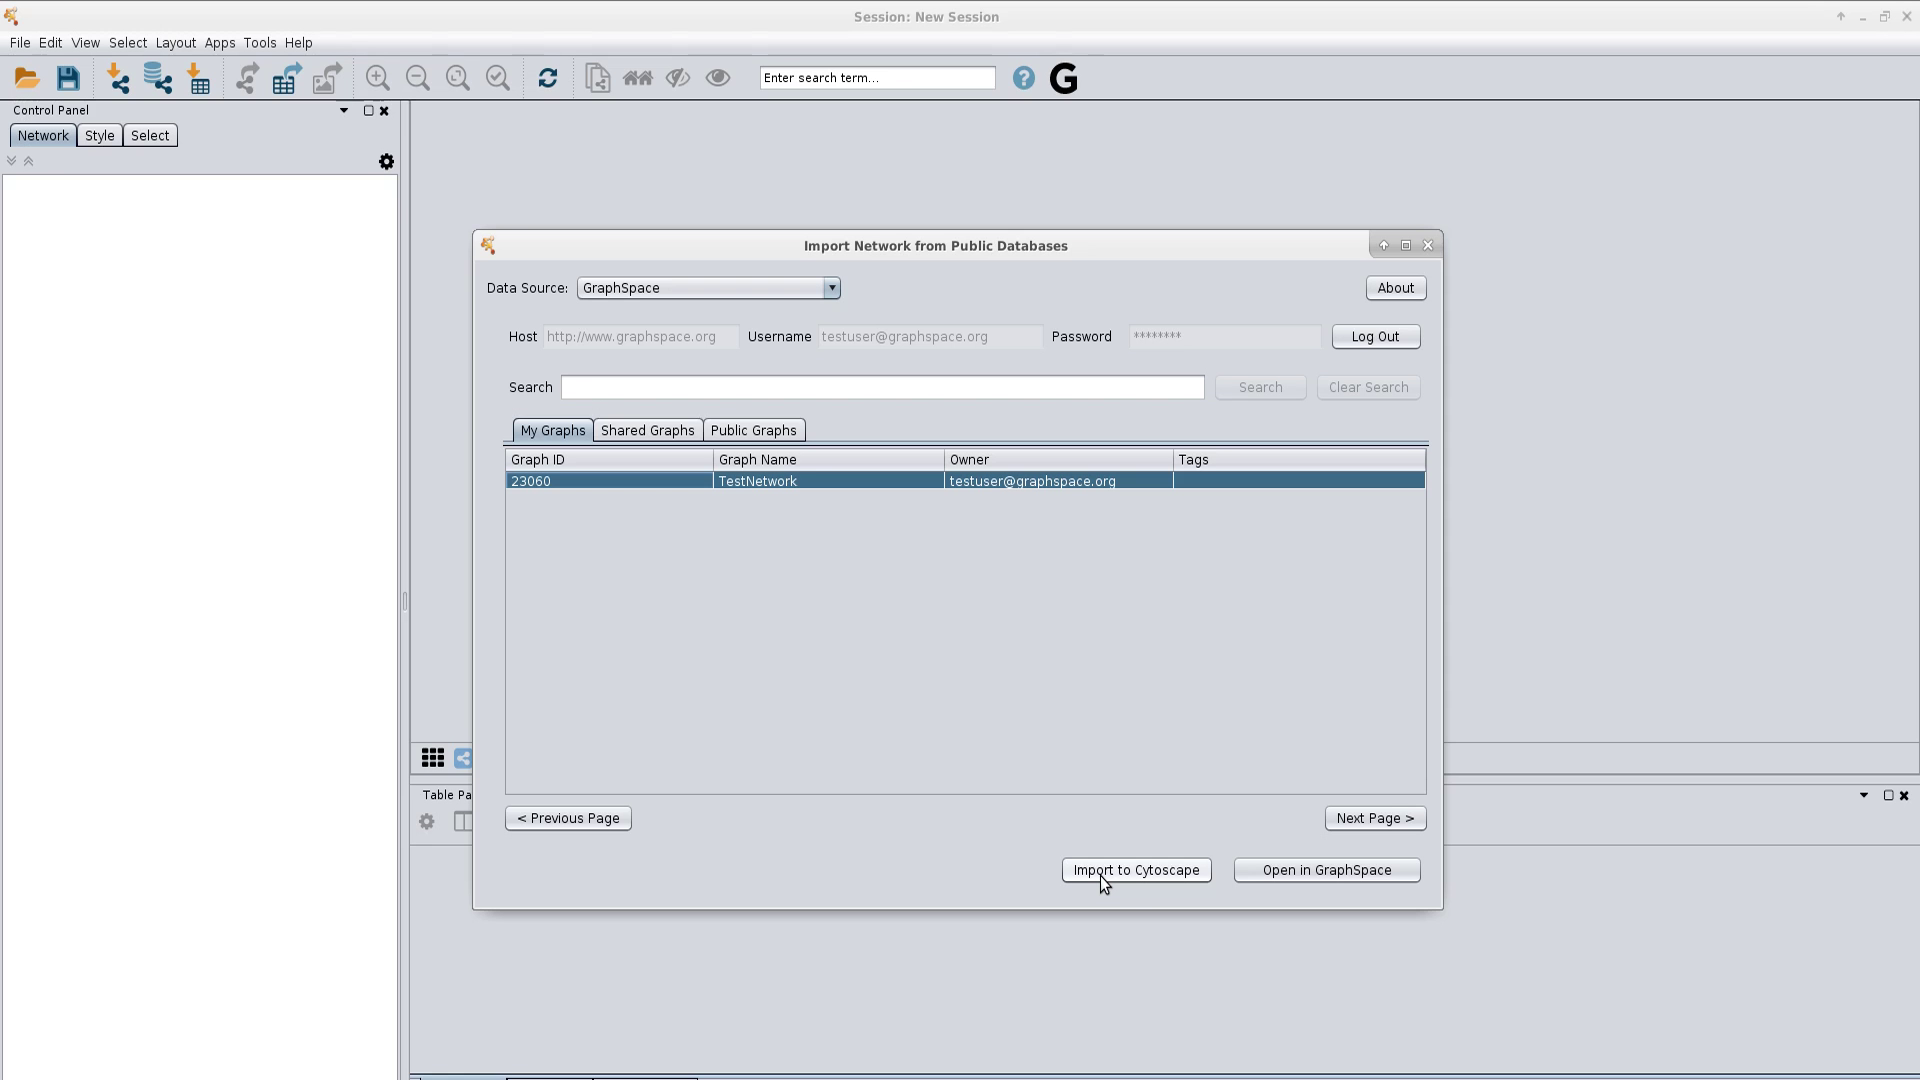 Session: New Session
File Edit View Select Layout Apps Tools Help
Enter search term...
? G
Control Panel
Network Style Select
Import Network from Public Databases
Data Source: GraphSpace About
Host http://www.graphspace.org Username testuser@graphspace.org Password ******** Log Out
Search Search Clear Search
My Graphs Shared Graphs Public Graphs
Graph ID Graph Name Owner Tags
23060 TestNetwork testuser@graphspace.org
Table Pa
< Previous Page Next Page >
Import to Cytoscape Open in GraphSpace